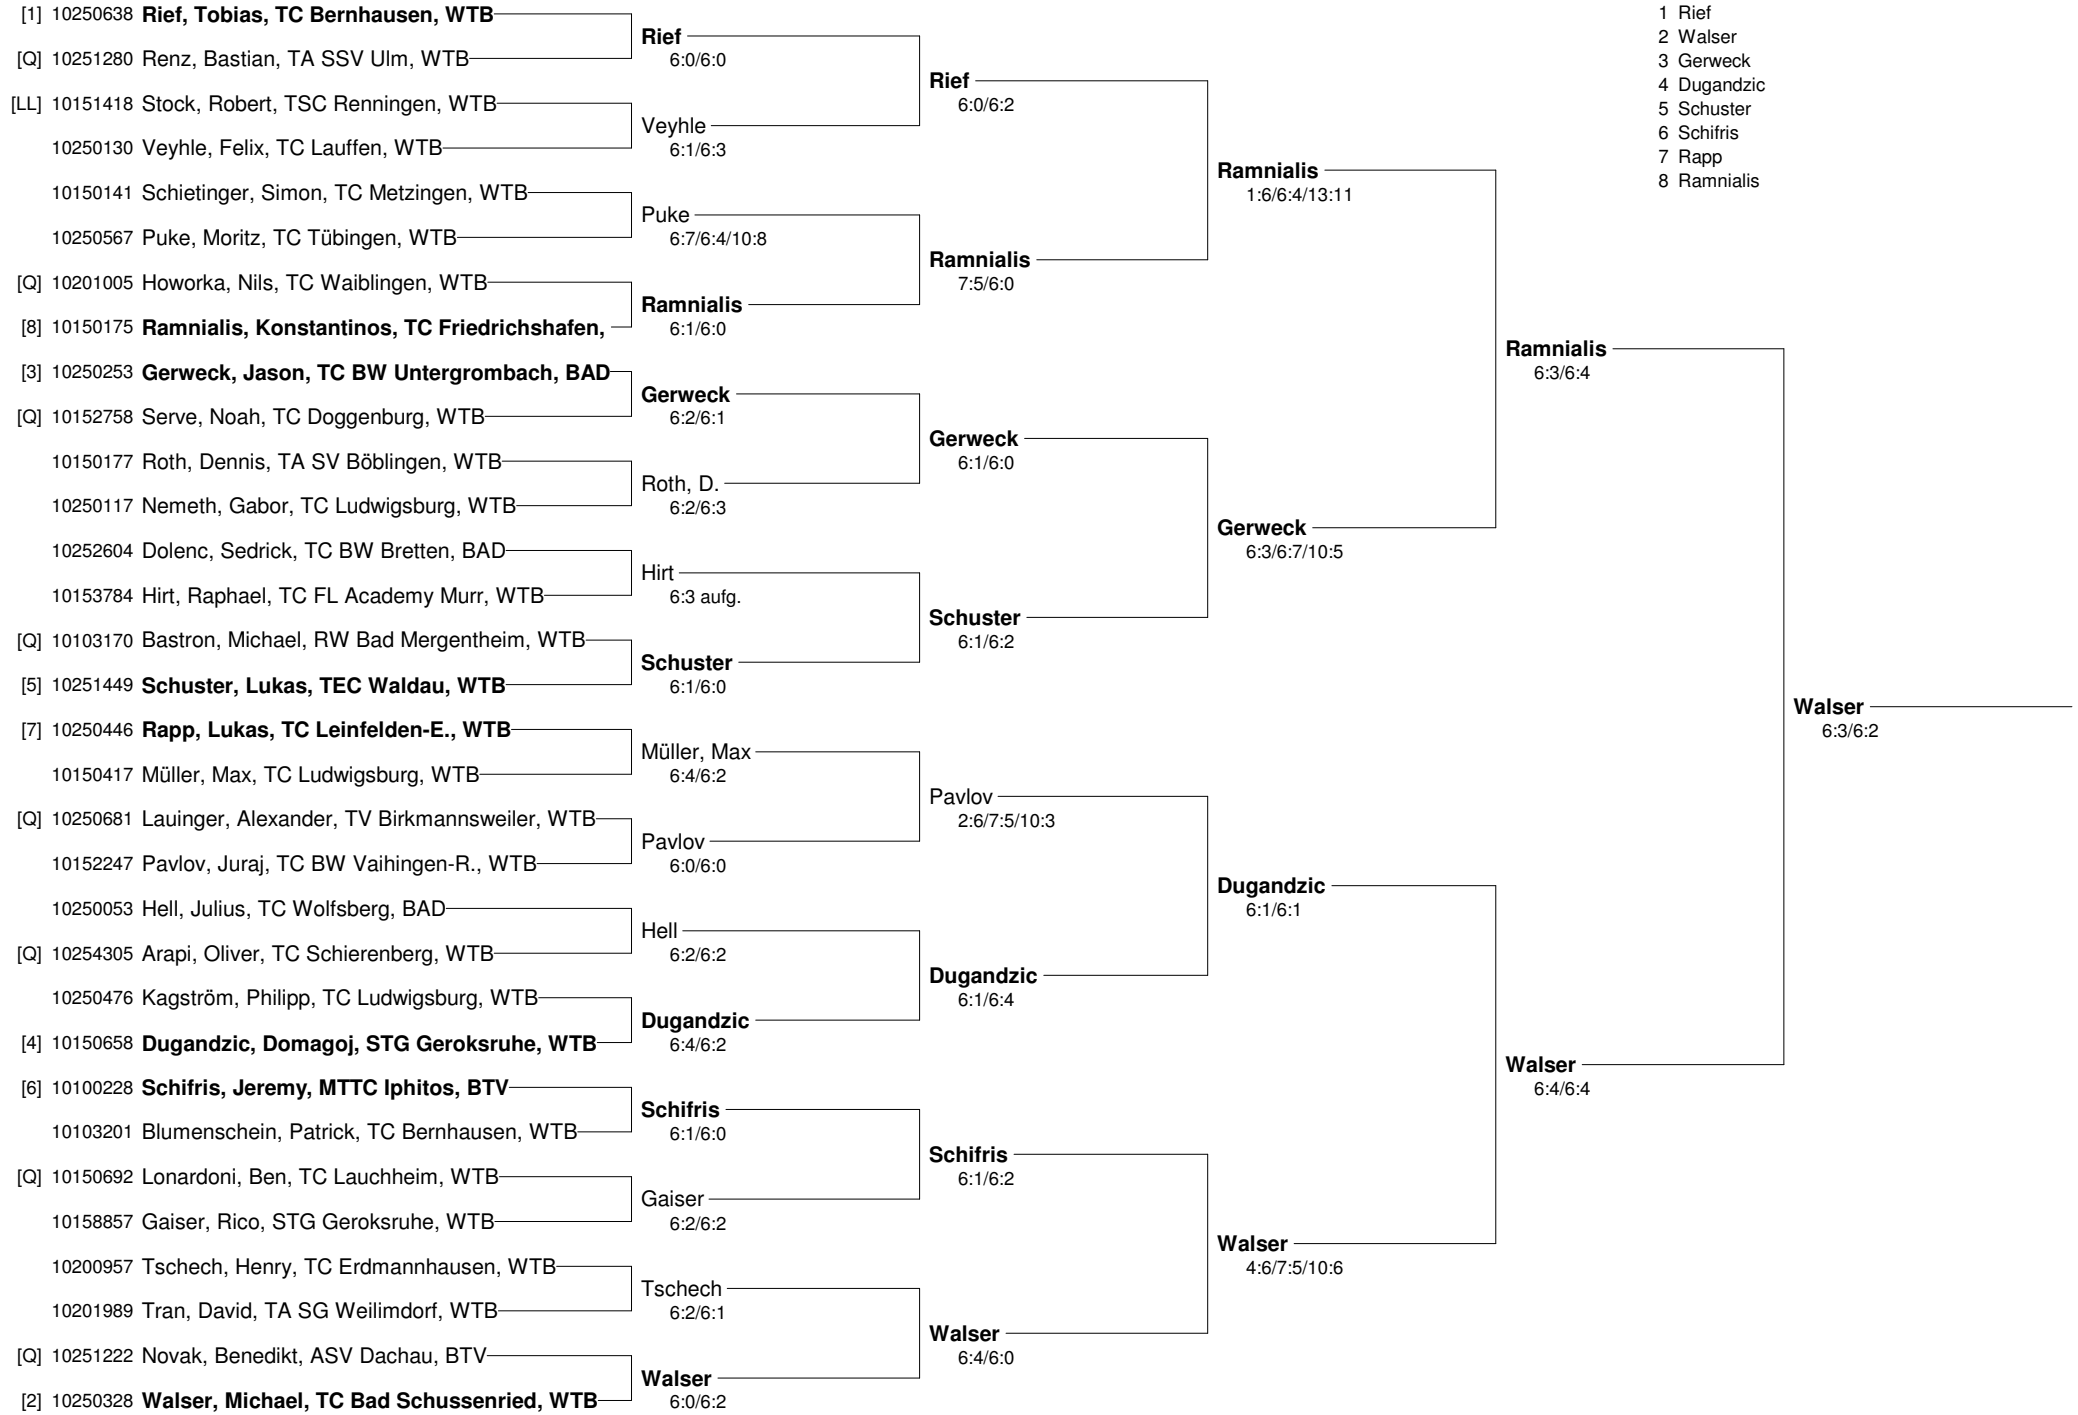 [1] 10250638 Rief, Tobias, TC Bernhausen, WTB
[Q] 10251280 Renz, Bastian, TA SSV Ulm, WTB
[LL] 10151418 Stock, Robert, TSC Renningen, WTB
10250130 Veyhle, Felix, TC Lauffen, WTB
10150141 Schietinger, Simon, TC Metzingen, WTB
10250567 Puke, Moritz, TC Tübingen, WTB
[Q] 10201005 Howorka, Nils, TC Waiblingen, WTB
[8] 10150175 Ramnialis, Konstantinos, TC Friedrichshafen,
[3] 10250253 Gerweck, Jason, TC BW Untergrombach, BAD
[Q] 10152758 Serve, Noah, TC Doggenburg, WTB
10150177 Roth, Dennis, TA SV Böblingen, WTB
10250117 Nemeth, Gabor, TC Ludwigsburg, WTB
10252604 Dolenc, Sedrick, TC BW Bretten, BAD
10153784 Hirt, Raphael, TC FL Academy Murr, WTB
[Q] 10103170 Bastron, Michael, RW Bad Mergentheim, WTB
[5] 10251449 Schuster, Lukas, TEC Waldau, WTB
[7] 10250446 Rapp, Lukas, TC Leinfelden-E., WTB
10150417 Müller, Max, TC Ludwigsburg, WTB
[Q] 10250681 Lauinger, Alexander, TV Birkmannsweiler, WTB
10152247 Pavlov, Juraj, TC BW Vaihingen-R., WTB
10250053 Hell, Julius, TC Wolfsberg, BAD
[Q] 10254305 Arapi, Oliver, TC Schierenberg, WTB
10250476 Kagström, Philipp, TC Ludwigsburg, WTB
[4] 10150658 Dugandzic, Domagoj, STG Geroksruhe, WTB
[6] 10100228 Schifris, Jeremy, MTTC Iphitos, BTV
10103201 Blumenschein, Patrick, TC Bernhausen, WTB
[Q] 10150692 Lonardoni, Ben, TC Lauchheim, WTB
10158857 Gaiser, Rico, STG Geroksruhe, WTB
10200957 Tschech, Henry, TC Erdmannhausen, WTB
10201989 Tran, David, TA SG Weilimdorf, WTB
[Q] 10251222 Novak, Benedikt, ASV Dachau, BTV
[2] 10250328 Walser, Michael, TC Bad Schussenried, WTB
Rief
6:0/6:0
Veyhle
6:1/6:3
Puke
6:7/6:4/10:8
Ramnialis
6:1/6:0
Gerweck
6:2/6:1
Roth, D.
6:2/6:3
Hirt
6:3 aufg.
Schuster
6:1/6:0
Müller, Max
6:4/6:2
Pavlov
6:0/6:0
Hell
6:2/6:2
Dugandzic
6:4/6:2
Schifris
6:1/6:0
Gaiser
6:2/6:2
Tschech
6:2/6:1
Walser
6:0/6:2
Rief
6:0/6:2
Ramnialis
7:5/6:0
Gerweck
6:1/6:0
Schuster
6:1/6:2
Pavlov
2:6/7:5/10:3
Dugandzic
6:1/6:4
Schifris
6:1/6:2
Walser
6:4/6:0
Ramnialis
1:6/6:4/13:11
Gerweck
6:3/6:7/10:5
Dugandzic
6:1/6:1
Walser
4:6/7:5/10:6
Ramnialis
6:3/6:4
Walser
6:4/6:4
Walser
6:3/6:2
1 Rief
2 Walser
3 Gerweck
4 Dugandzic
5 Schuster
6 Schifris
7 Rapp
8 Ramnialis